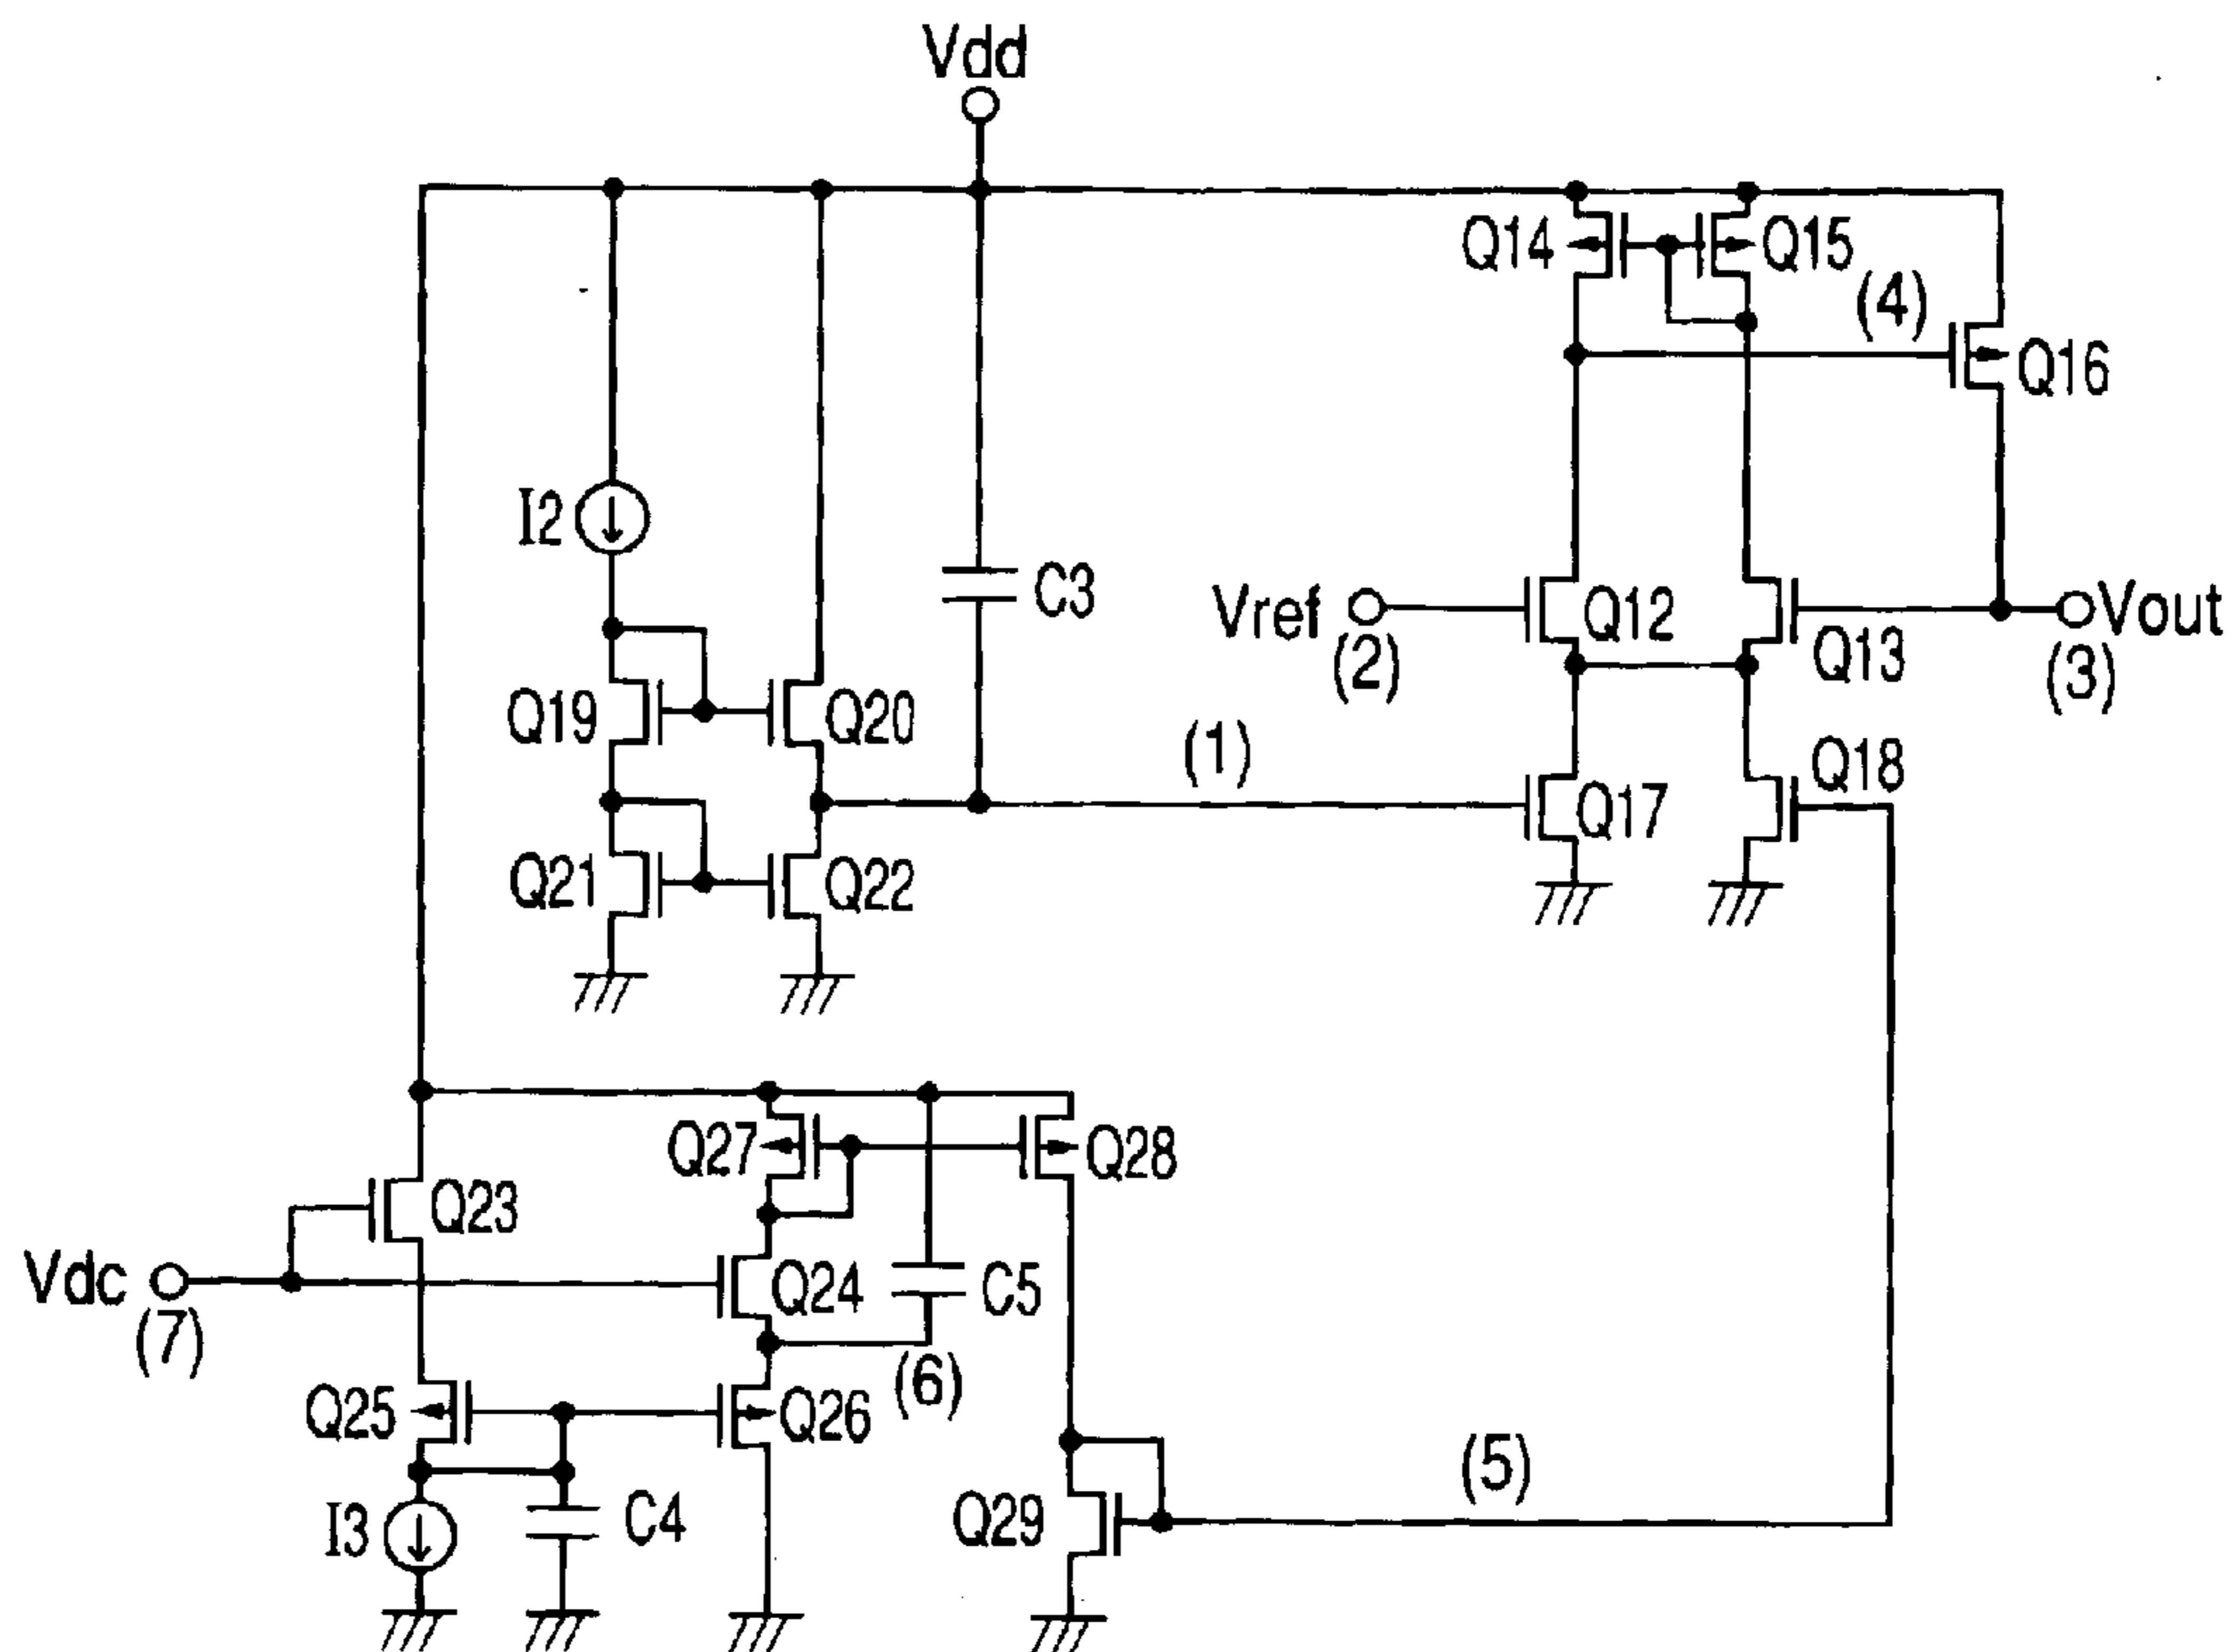 Vdd
Q14
Q15
(4)
Q16
I2
C3
Vref
(2)
Q12
Q13
Vout
(3)
Q19
Q20
(1)
Q17
Q18
Q21
Q22
Q27
Q28
Q23
Vdc
(7)
Q24
C5
(6)
Q25
Q26
(5)
I3
C4
Q29